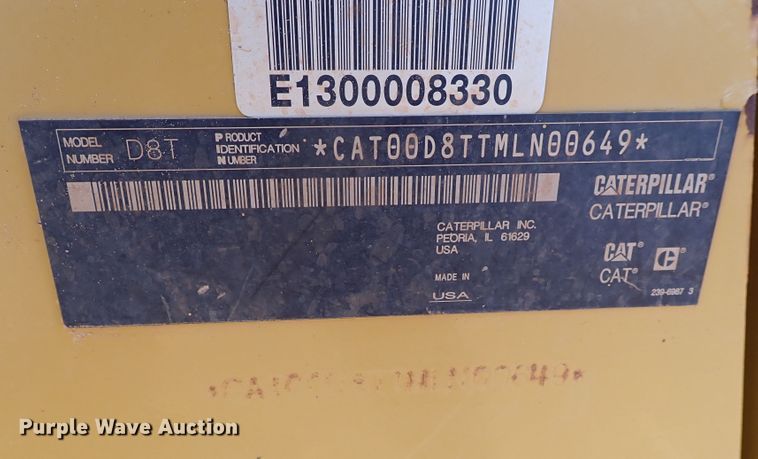 E1300008330
MODEL NUMBER D8T PRODUCT IDENTIFICATION NUMBER *CAT00D8TTMLN00649*
CATERPILLAR
CATERPILLAR®
CATERPILLAR INC.
PEORIA, IL 61629
USA
CAT C
CAT®
MADE IN
USA
239-6987 3
Purple Wave Auction